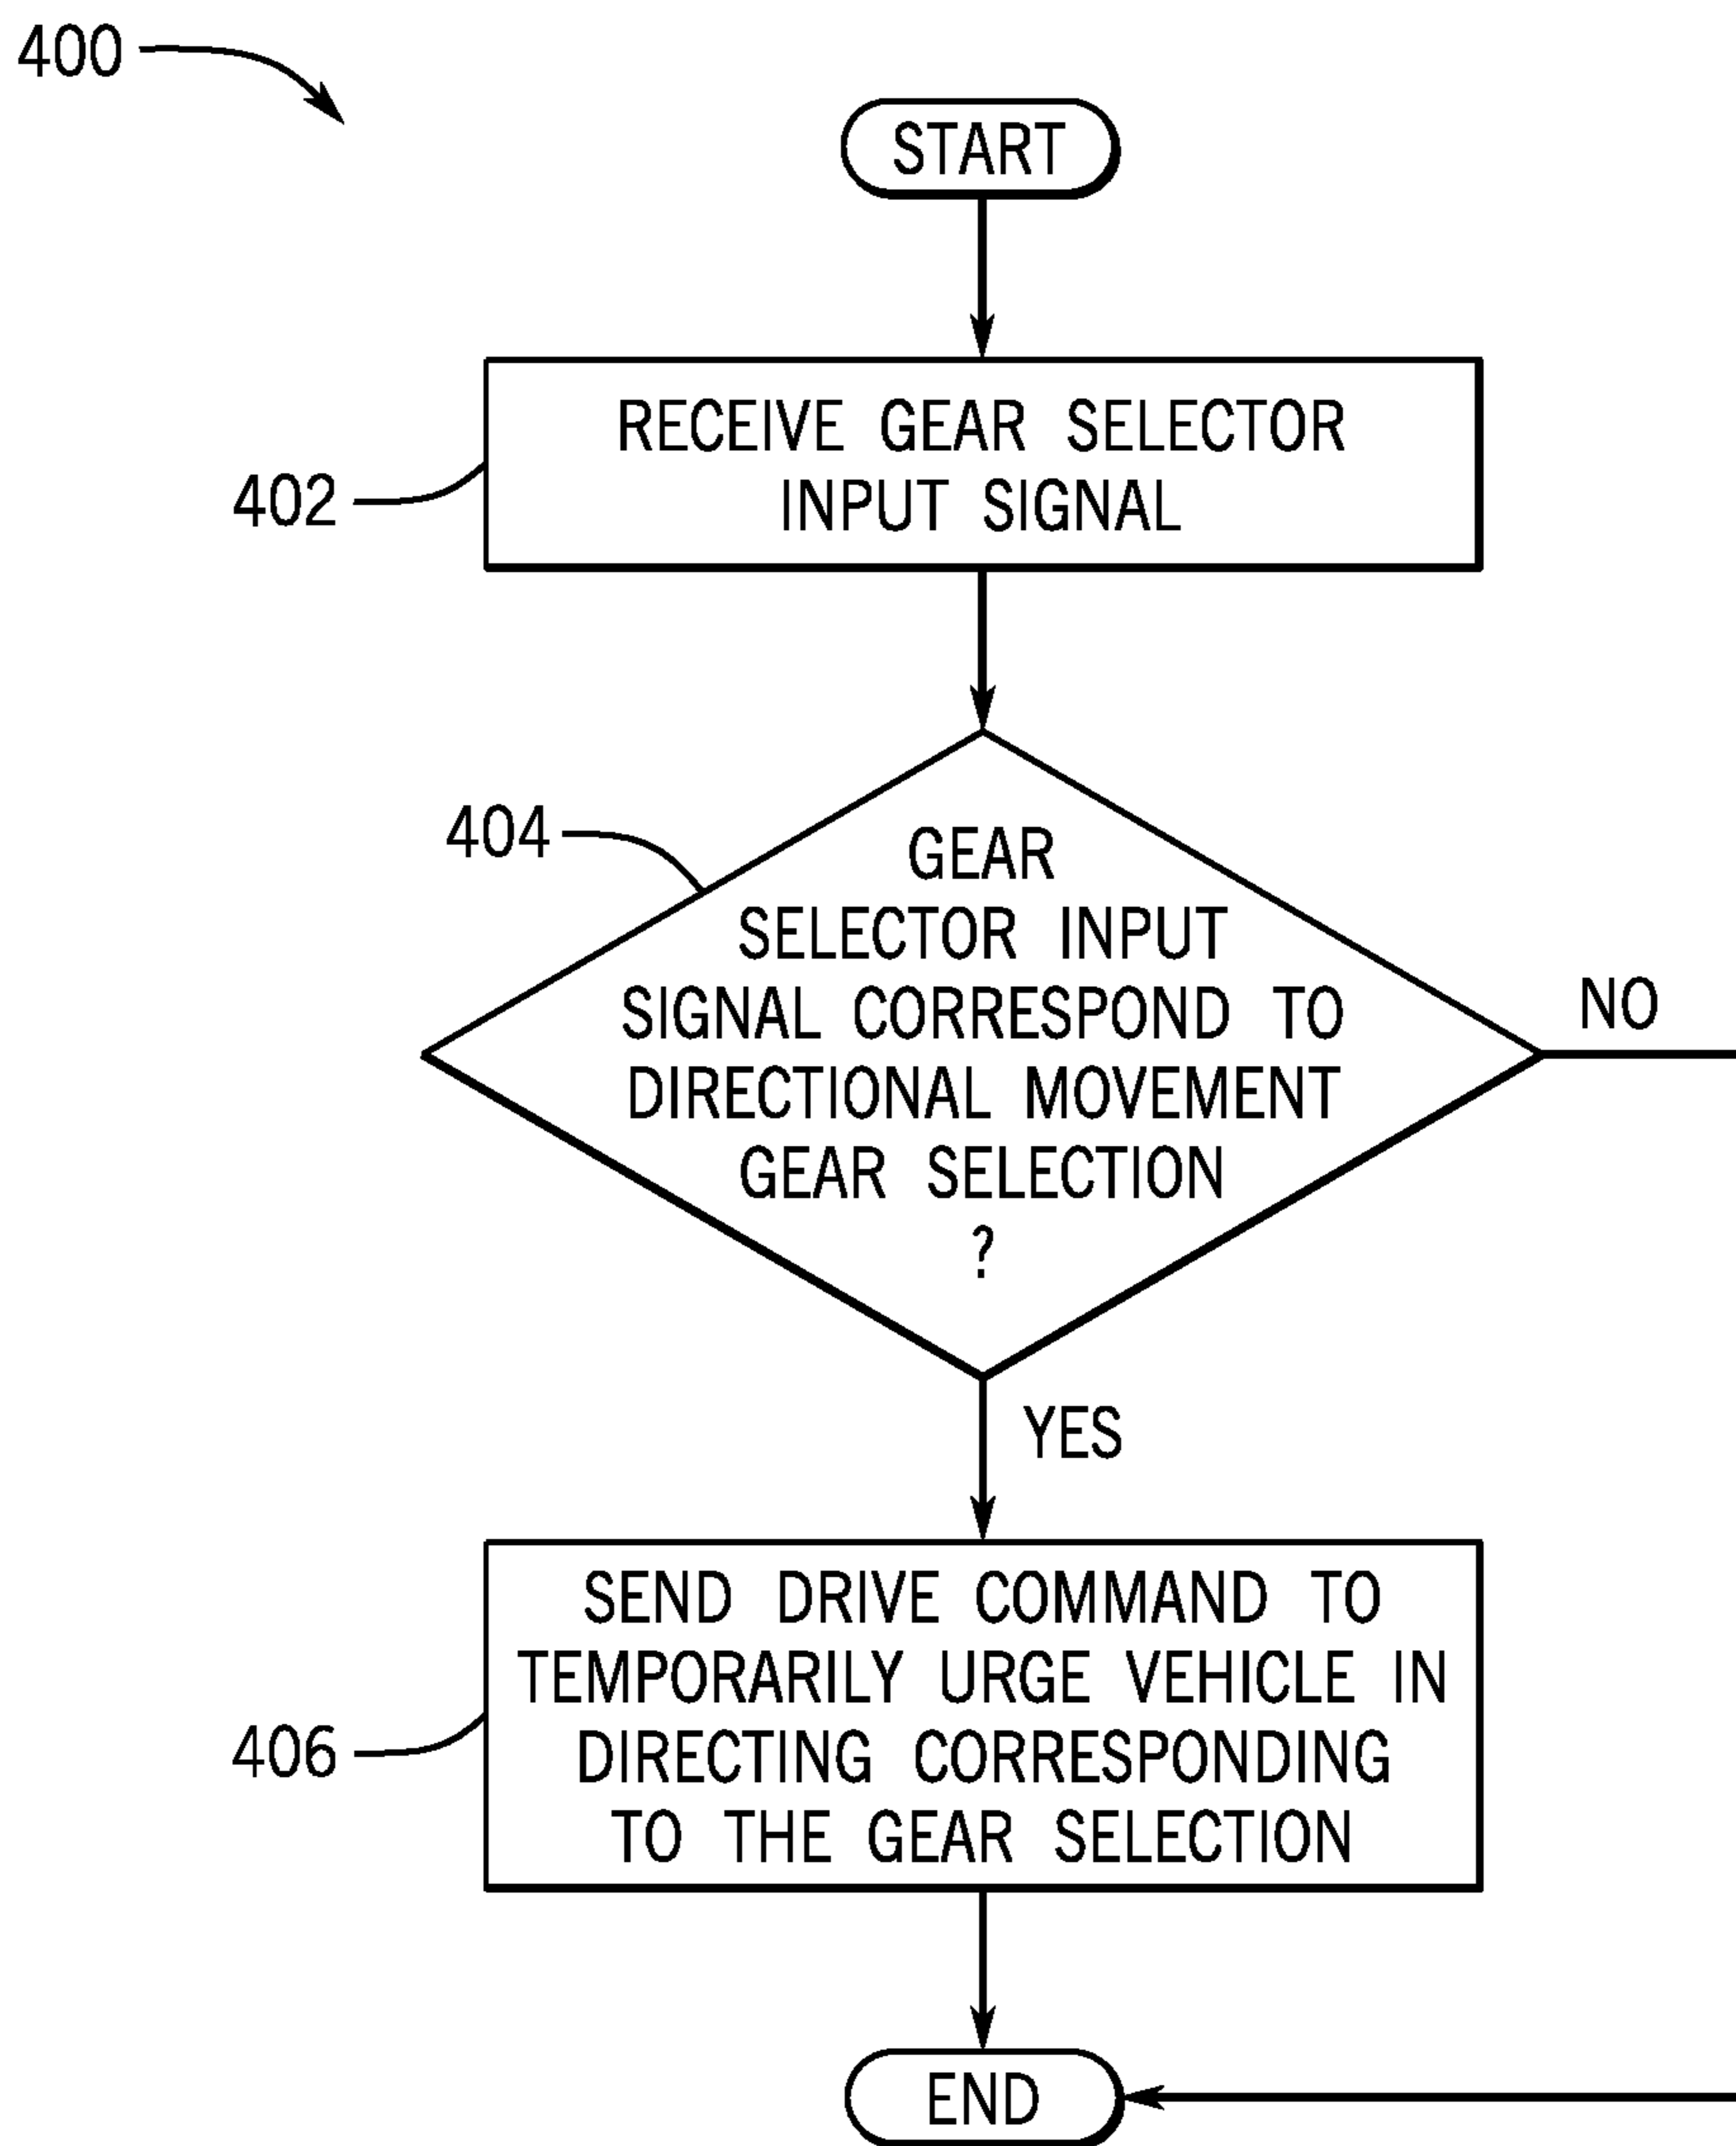 400
START
RECEIVE GEAR SELECTOR
INPUT SIGNAL
402
404
GEAR
SELECTOR INPUT
SIGNAL CORRESPOND TO
DIRECTIONAL MOVEMENT
GEAR SELECTION
?
NO
YES
SEND DRIVE COMMAND TO
TEMPORARILY URGE VEHICLE IN
DIRECTING CORRESPONDING
TO THE GEAR SELECTION
406
END